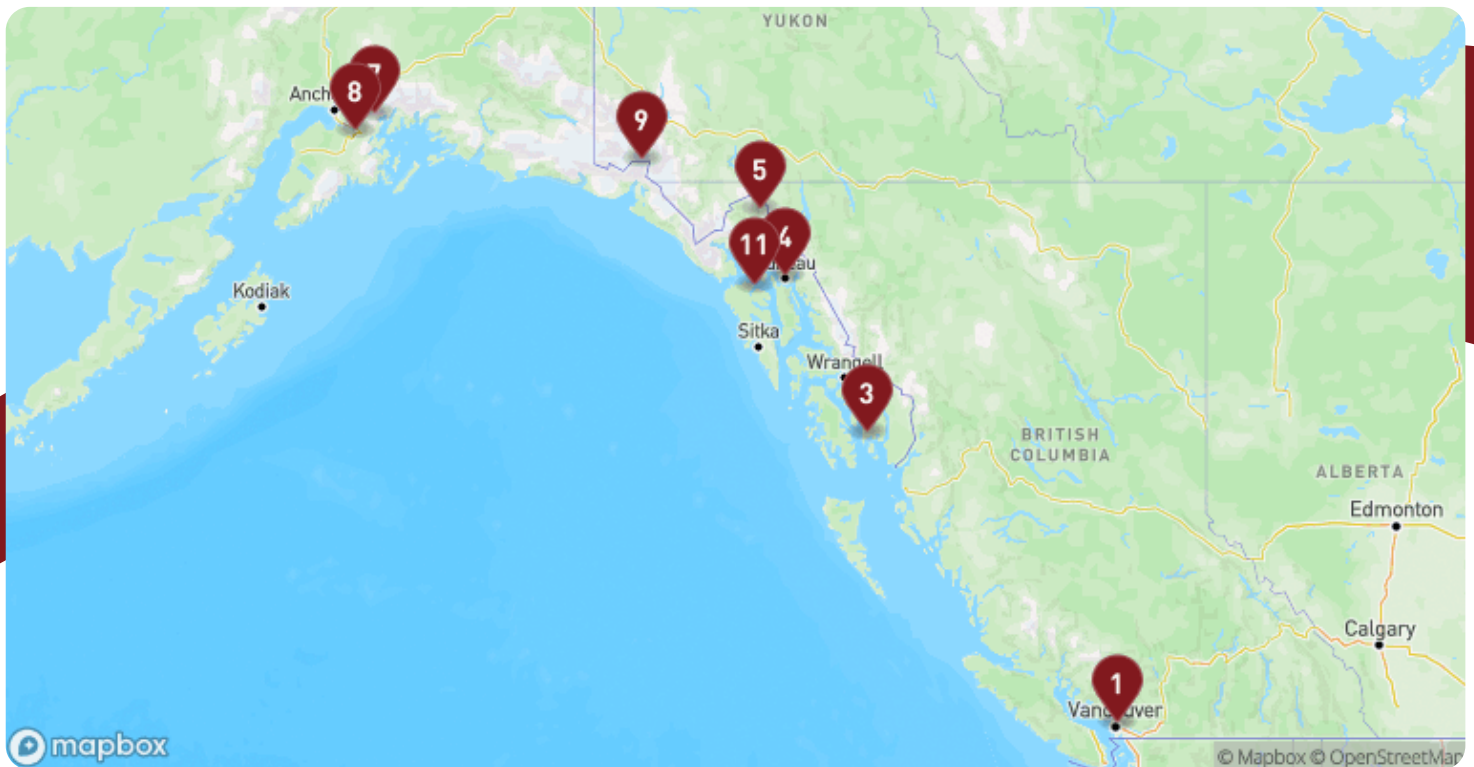 YUKON
7
8
Anch
9
5
4
11
au
Kodiak
Sitka
Wrangell
3
BRITISH
COLUMBIA
ALBERTA
Edmonton
Calgary
1
Vancouver
mapbox
© Mapbox © OpenStreetMap